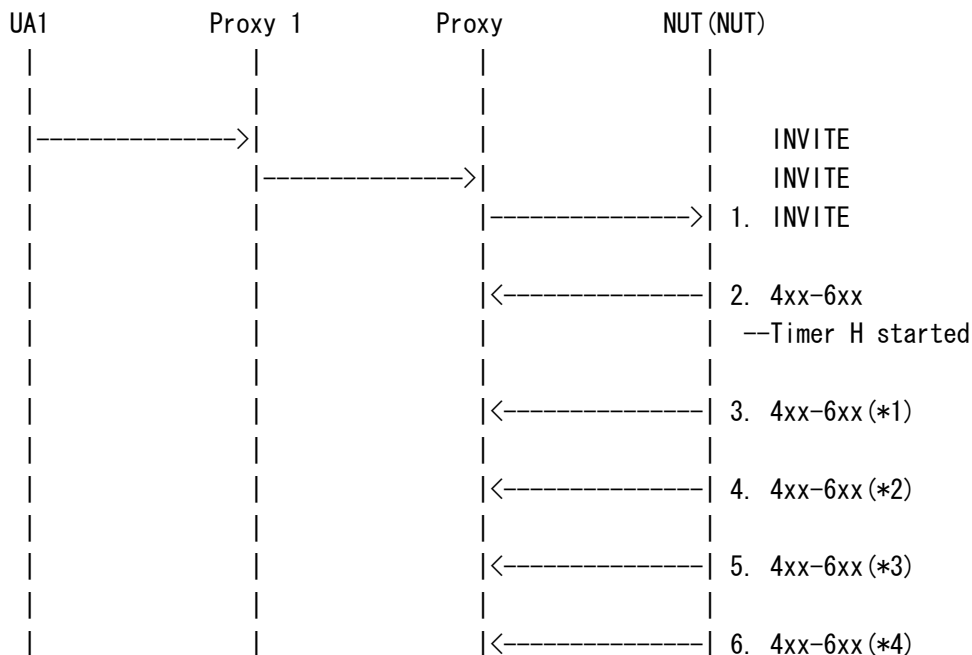 UA1 Proxy 1 Proxy NUT(NUT)
INVITE
INVITE
1. INVITE
2. 4xx-6xx
--Timer H started
3. 4xx-6xx(*1)
4. 4xx-6xx(*2)
5. 4xx-6xx(*3)
6. 4xx-6xx(*4)